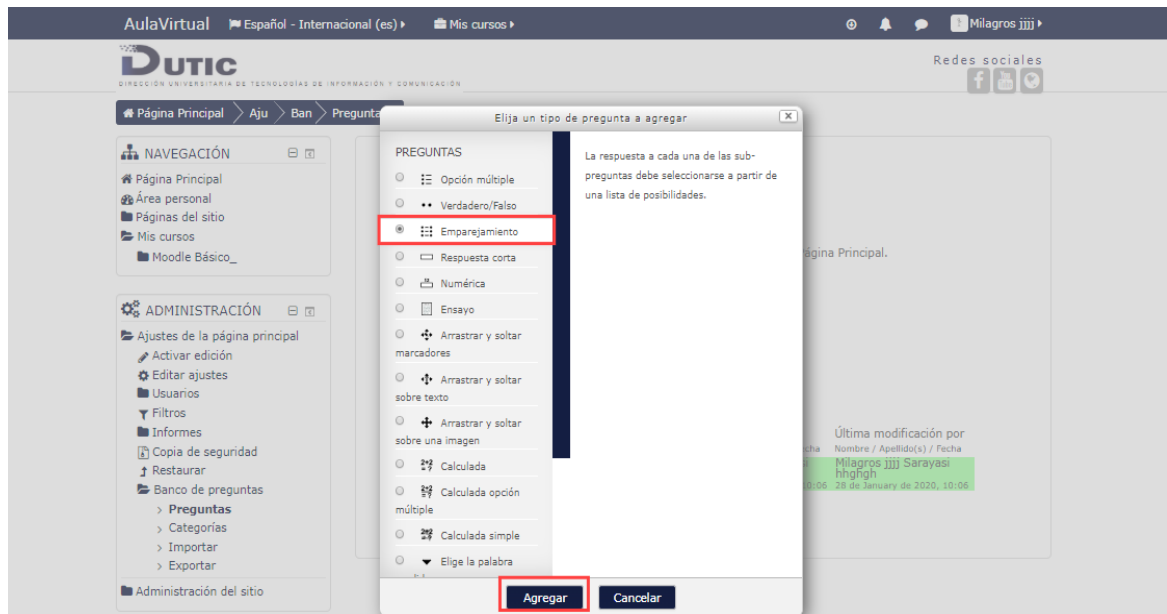 AulaVirtual Español - Internacional (es) Mis cursos Milagros jjjj
DUTIC
DIRECCIÓN UNIVERSITARIA DE TECNOLOGÍAS DE INFORMACIÓN Y COMUNICACIÓN
Redes sociales
Página Principal Aju Ban Pregunta
NAVEGACIÓN
Página Principal
Área personal
Páginas del sitio
Mis cursos
Moodle Básico_
ADMINISTRACIÓN
Ajustes de la página principal
Activar edición
Editar ajustes
Usuarios
Filtros
Informes
Copia de seguridad
Restaurar
Banco de preguntas
Preguntas
Categorías
Importar
Exportar
Administración del sitio
Elija un tipo de pregunta a agregar
PREGUNTAS
Opción múltiple
Verdadero/Falso
Emparejamiento
Respuesta corta
Numérica
Ensayo
Arrastrar y soltar
marcadores
Arrastrar y soltar
sobre texto
Arrastrar y soltar
sobre una imagen
Calculada
Calculada opción
múltiple
Calculada simple
Elige la palabra
La respuesta a cada una de las sub-
preguntas debe seleccionarse a partir de
una lista de posibilidades.
Agregar Cancelar
ágina Principal.
Última modificación por
cha Nombre / Apellido(s) / Fecha
Milagros jjjj Sarayasi
hhghgh
10:06 28 de January de 2020, 10:06